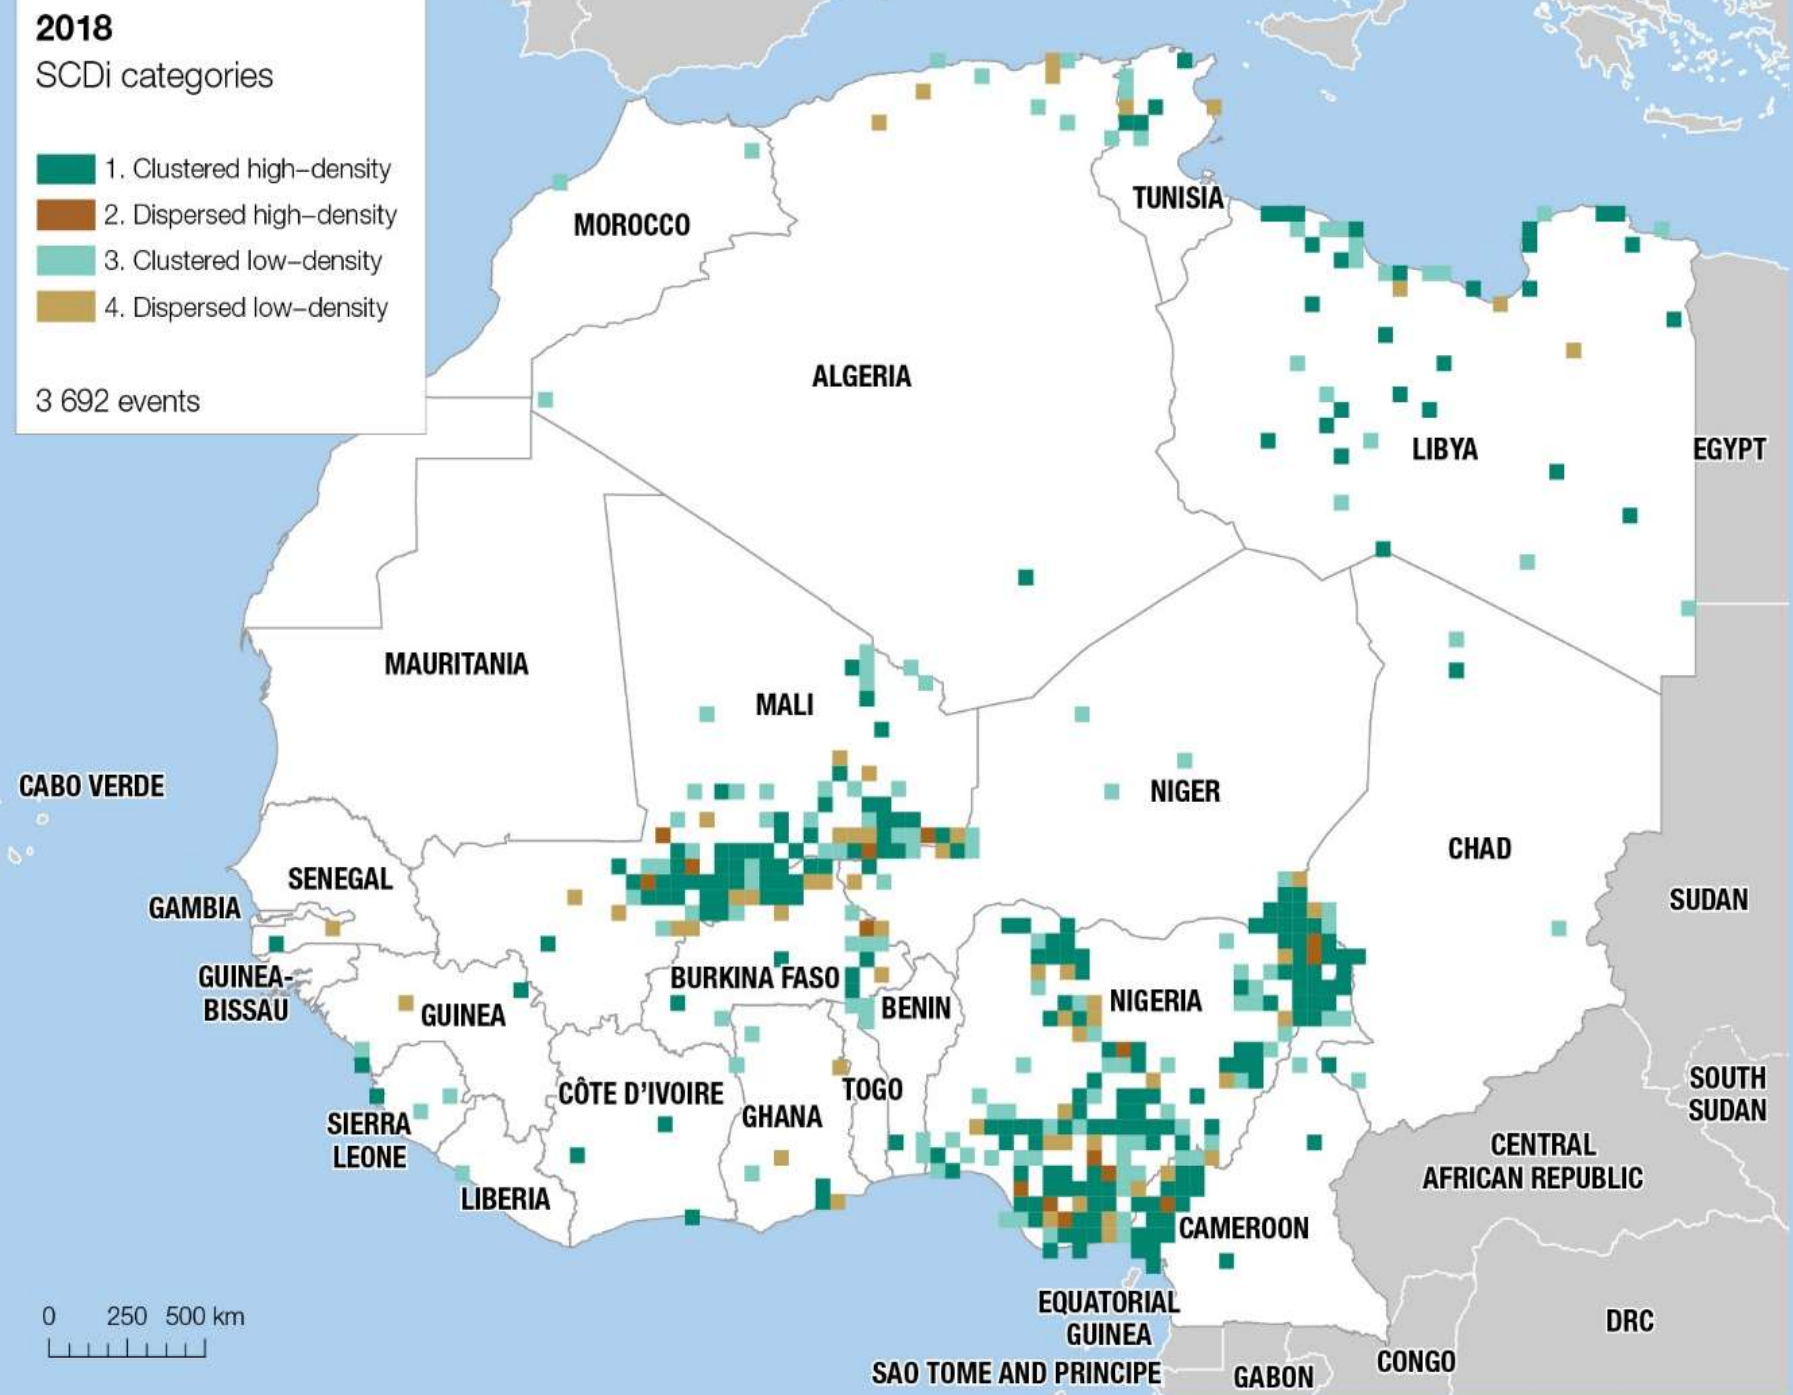 2018
SCDi categories
1. Clustered high–density
2. Dispersed high–density
3. Clustered low–density
4. Dispersed low–density
3 692 events
TUNISIA
MOROCCO
ALGERIA
LIBYA
EGYPT
MAURITANIA
MALI
CABO VERDE
NIGER
CHAD
SENEGAL
SUDAN
GAMBIA
GUINEA-
BISSAU
BURKINA FASO
BENIN
NIGERIA
GUINEA
SOUTH
SUDAN
CÔTE D'IVOIRE
TOGO
GHANA
SIERRA
LEONE
CENTRAL
AFRICAN REPUBLIC
LIBERIA
CAMEROON
EQUATORIAL
GUINEA
0 250 500 km
DRC
CONGO
SAO TOME AND PRINCIPE
GABON